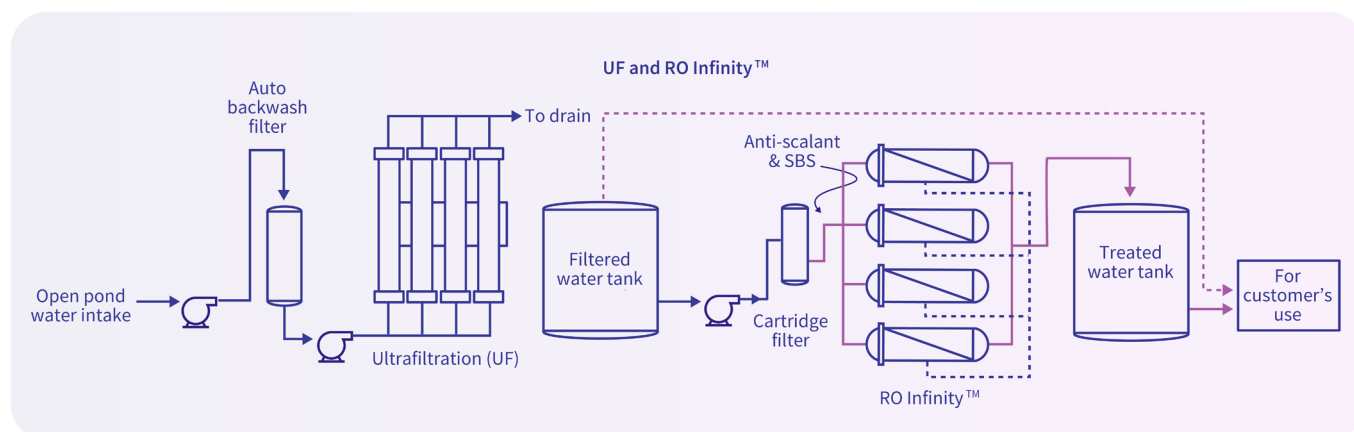 UF and RO Infinity™
Auto
backwash
filter
To drain
Anti-scalant
& SBS
Open pond
water intake
Filtered
water tank
Treated
water tank
For
customer’s
use
Cartridge
filter
Ultrafiltration (UF)
RO Infinity™